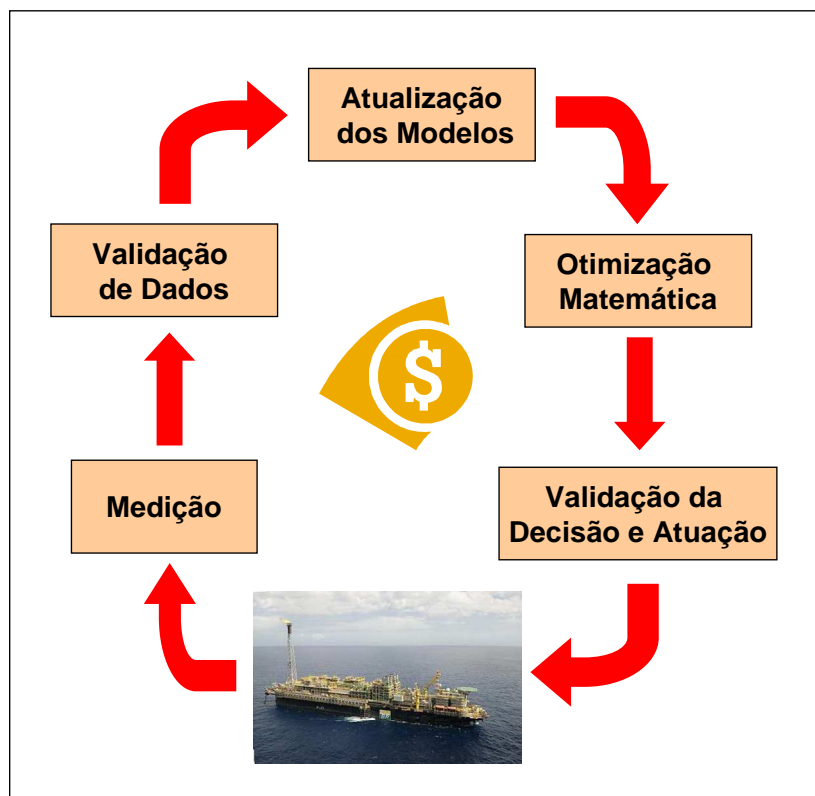 Atualização
dos Modelos
Otimização
Matemática
Validação da
Decisão e Atuação
Medição
Validação
de Dados
$